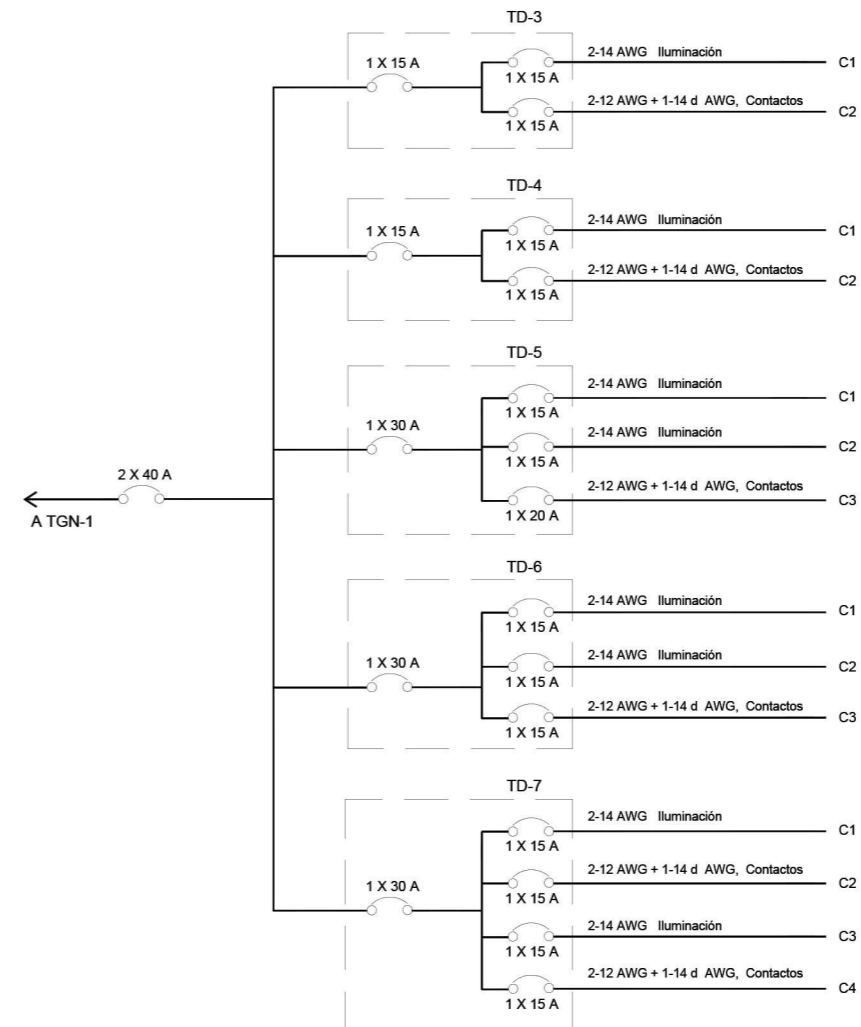 TD-3
1 X 15 A
1 X 15 A
2-14 AWG Iluminación
C1
1 X 15 A
2-12 AWG + 1-14 d AWG, Contactos
C2
TD-4
1 X 15 A
1 X 15 A
2-14 AWG Iluminación
C1
1 X 15 A
2-12 AWG + 1-14 d AWG, Contactos
C2
TD-5
1 X 30 A
1 X 15 A
2-14 AWG Iluminación
C1
1 X 15 A
2-14 AWG Iluminación
C2
1 X 20 A
2-12 AWG + 1-14 d AWG, Contactos
C3
2 X 40 A
A TGN-1
TD-6
1 X 30 A
1 X 15 A
2-14 AWG Iluminación
C1
1 X 15 A
2-14 AWG Iluminación
C2
1 X 15 A
2-12 AWG + 1-14 d AWG, Contactos
C3
TD-7
1 X 30 A
1 X 15 A
2-14 AWG Iluminación
C1
1 X 15 A
2-12 AWG + 1-14 d AWG, Contactos
C2
1 X 15 A
2-14 AWG Iluminación
C3
1 X 15 A
2-12 AWG + 1-14 d AWG, Contactos
C4